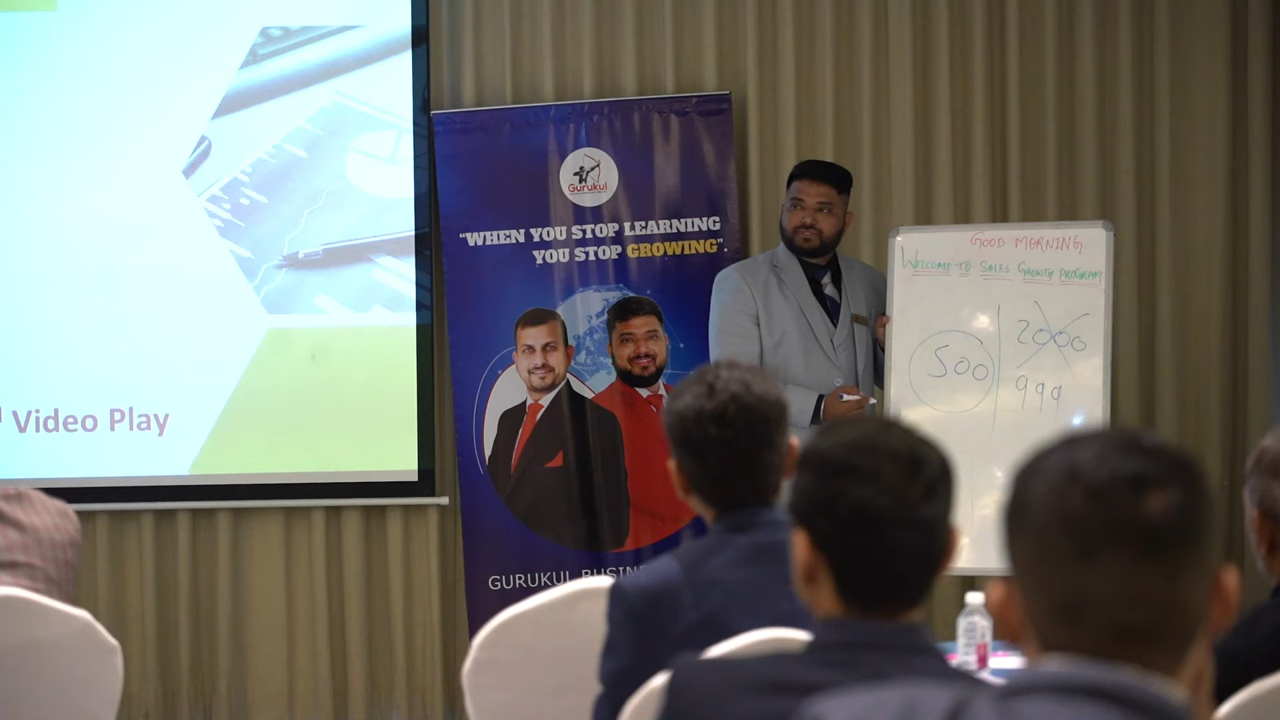 Video Play
Gurukul
“WHEN YOU STOP LEARNING
YOU STOP GROWING”.
GURUKUL
GOOD MORNING.
WELCOME TO SALES GROWTH PROGRAM
500
2000
999